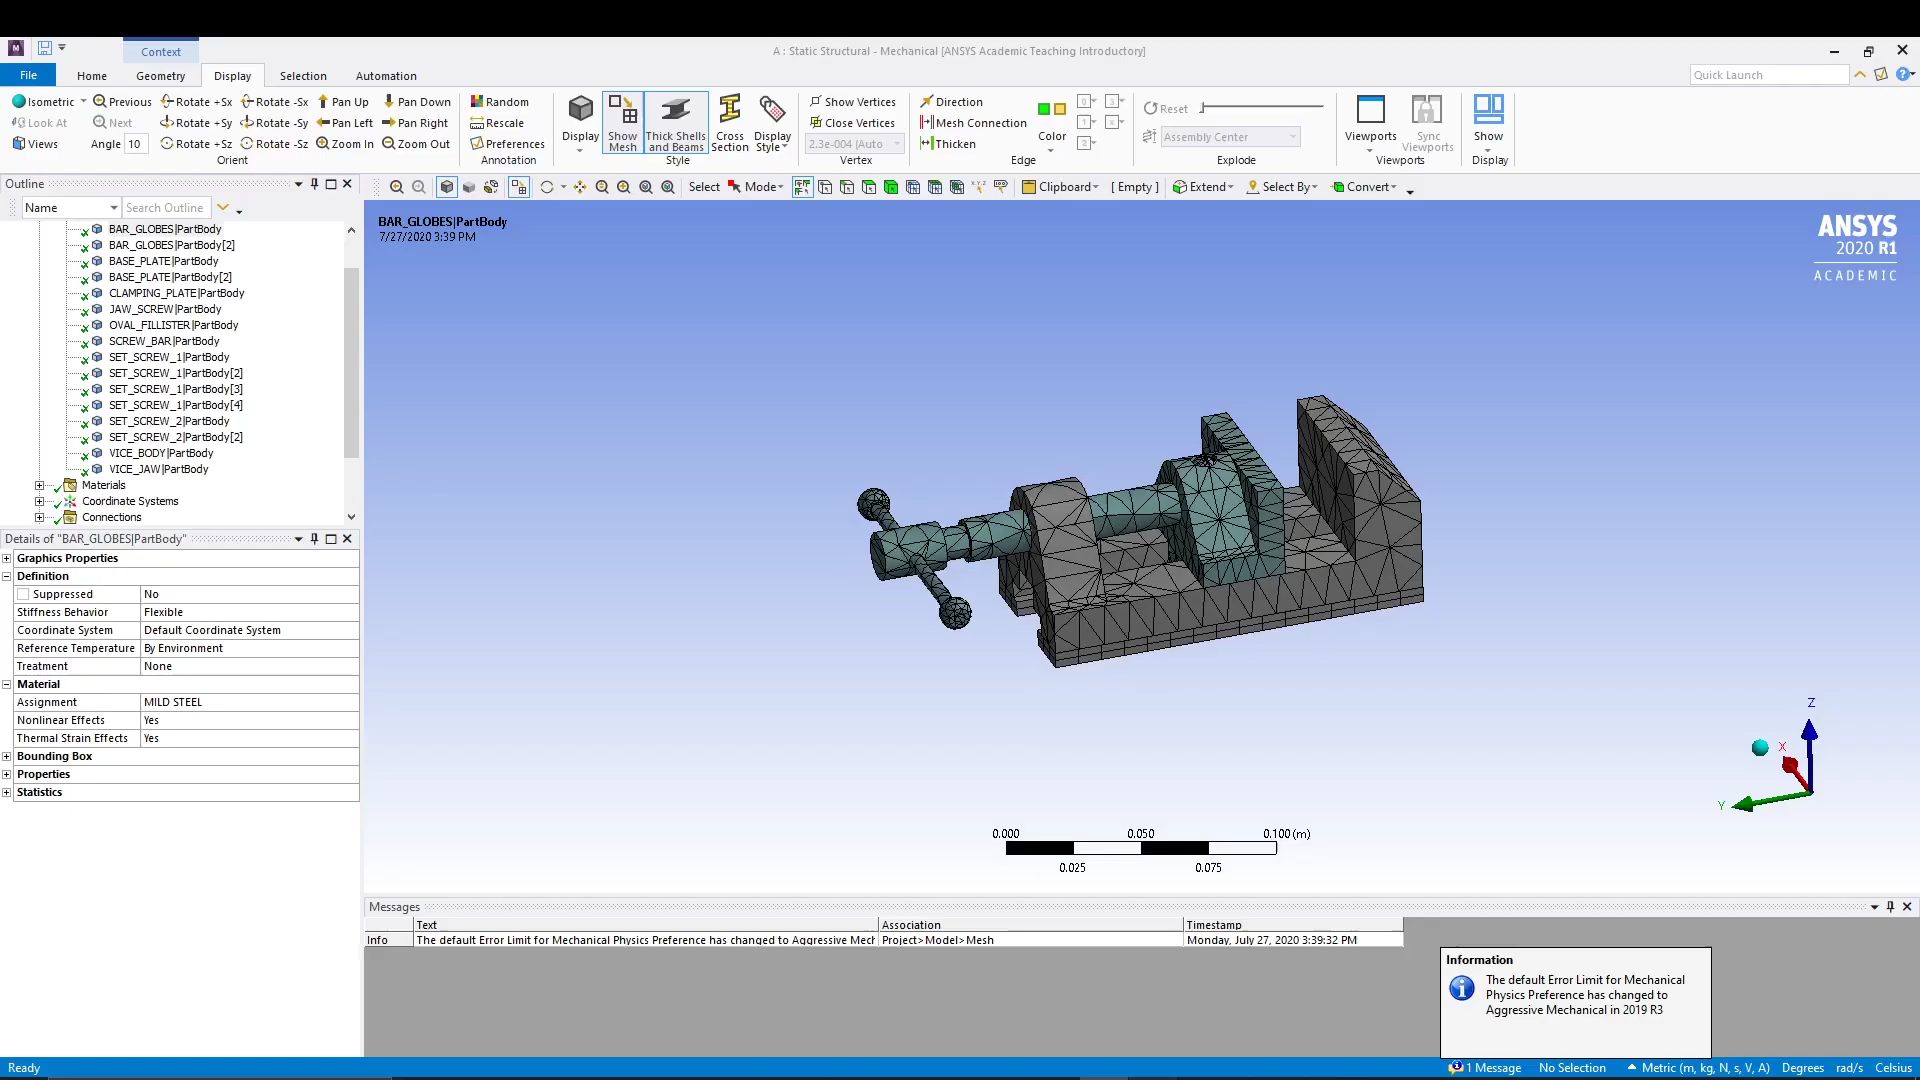 Context
A : Static Structural - Mechanical [ANSYS Academic Teaching Introductory]
File Home Geometry Display Selection Automation
Quick Launch
Isometric Previous Rotate +Sx Rotate -Sx Pan Up Pan Down
Look At Next Rotate +Sy Rotate -Sy Pan Left Pan Right
Views Angle 10 Rotate +Sz Rotate -Sz Zoom In Zoom Out
Orient
Random
Rescale
Preferences
Annotation
Display
Show Mesh
Thick Shells and Beams
Cross Section
Display Style
Style
Show Vertices
Close Vertices
2.3e-004 (Auto
Vertex
Direction
Mesh Connection
Thicken
Color
Edge
Reset
Assembly Center
Explode
Viewports
Sync Viewports
Viewports
Show
Display
Outline
Select Mode Clipboard [ Empty ] Extend Select By Convert
Name Search Outline
BAR_GLOBES|PartBody
BAR_GLOBES|PartBody[2]
BASE_PLATE|PartBody
BASE_PLATE|PartBody[2]
CLAMPING_PLATE|PartBody
JAW_SCREW|PartBody
OVAL_FILLISTER|PartBody
SCREW_BAR|PartBody
SET_SCREW_1|PartBody
SET_SCREW_1|PartBody[2]
SET_SCREW_1|PartBody[3]
SET_SCREW_1|PartBody[4]
SET_SCREW_2|PartBody
SET_SCREW_2|PartBody[2]
VICE_BODY|PartBody
VICE_JAW|PartBody
Materials
Coordinate Systems
Connections
Details of "BAR_GLOBES|PartBody"
Graphics Properties
Definition
Suppressed No
Stiffness Behavior Flexible
Coordinate System Default Coordinate System
Reference Temperature By Environment
Treatment None
Material
Assignment MILD STEEL
Nonlinear Effects Yes
Thermal Strain Effects Yes
Bounding Box
Properties
Statistics
BAR_GLOBES|PartBody
7/27/2020 3:39 PM
ANSYS
2020 R1
ACADEMIC
Z
X
Y
0.000 0.050 0.100 (m)
0.025 0.075
Messages
Text Association Timestamp
Info The default Error Limit for Mechanical Physics Preference has changed to Aggressive Mech Project>Model>Mesh Monday, July 27, 2020 3:39:32 PM
Information
The default Error Limit for Mechanical
Physics Preference has changed to
Aggressive Mechanical in 2019 R3
Ready 1 Message No Selection Metric (m, kg, N, s, V, A) Degrees rad/s Celsius